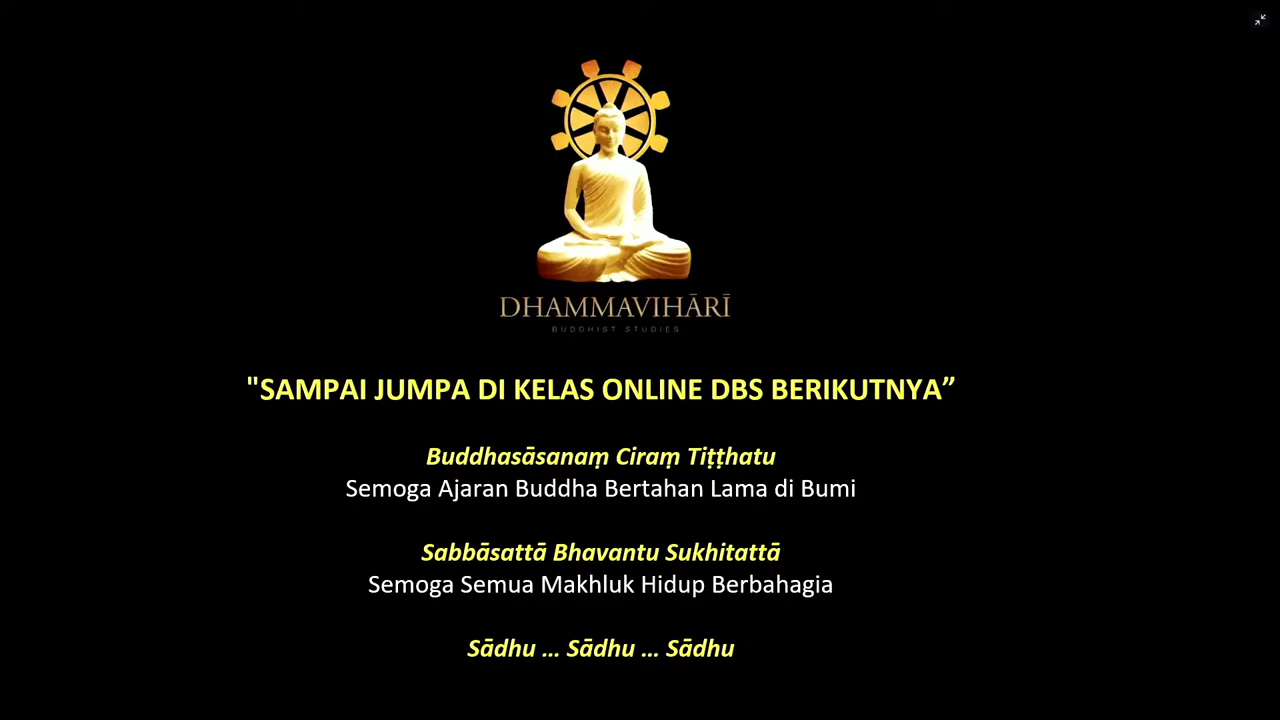 DHAMMAVIHĀRĪ
BUDDHIST STUDIES
"SAMPAI JUMPA DI KELAS ONLINE DBS BERIKUTNYA”
Buddhasāsanaṃ Ciraṃ Tiṭṭhatu
Semoga Ajaran Buddha Bertahan Lama di Bumi
Sabbāsattā Bhavantu Sukhitattā
Semoga Semua Makhluk Hidup Berbahagia
Sādhu ... Sādhu ... Sādhu